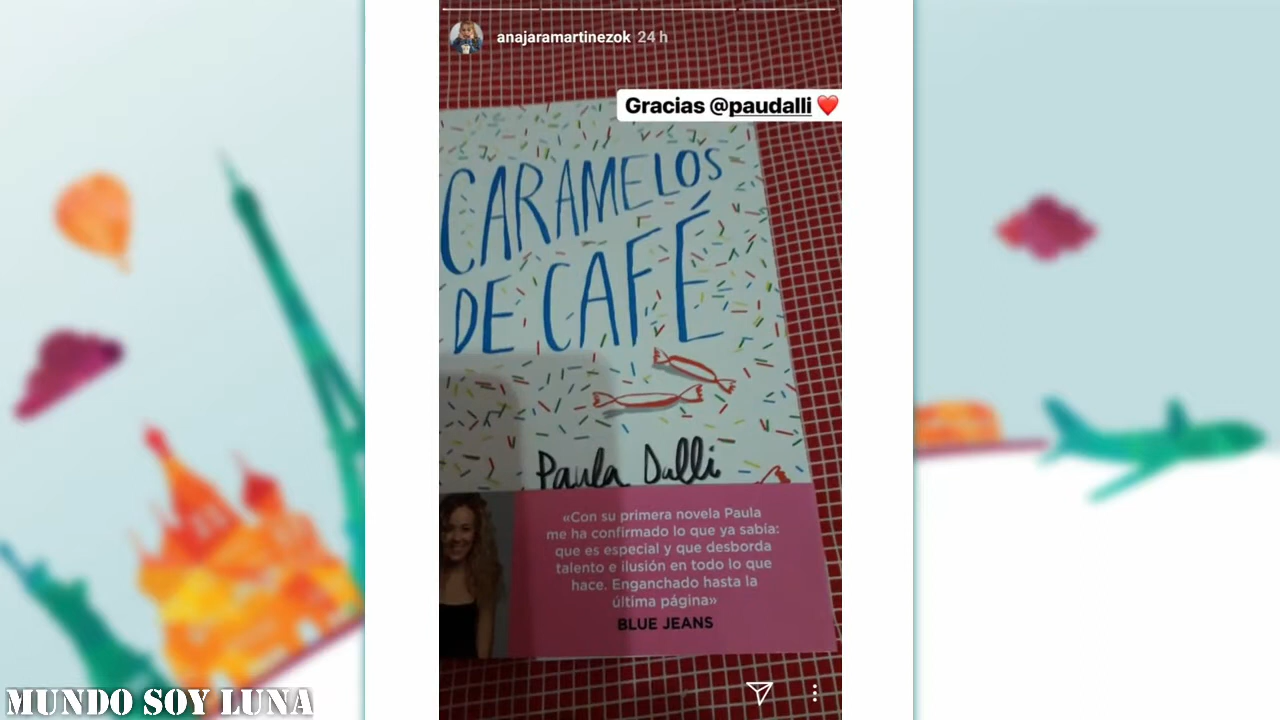 anajaramartinezok 24 h
Gracias @paudalli ❤️
CARAMELOS
DE CAFÉ
Paula Dalli
«Con su primera novela Paula
me ha confirmado lo que ya sabía:
que es especial y que desborda
talento e ilusión en todo lo que
hace. Enganchado hasta la
última página»
BLUE JEANS
MUNDO SOY LUNA